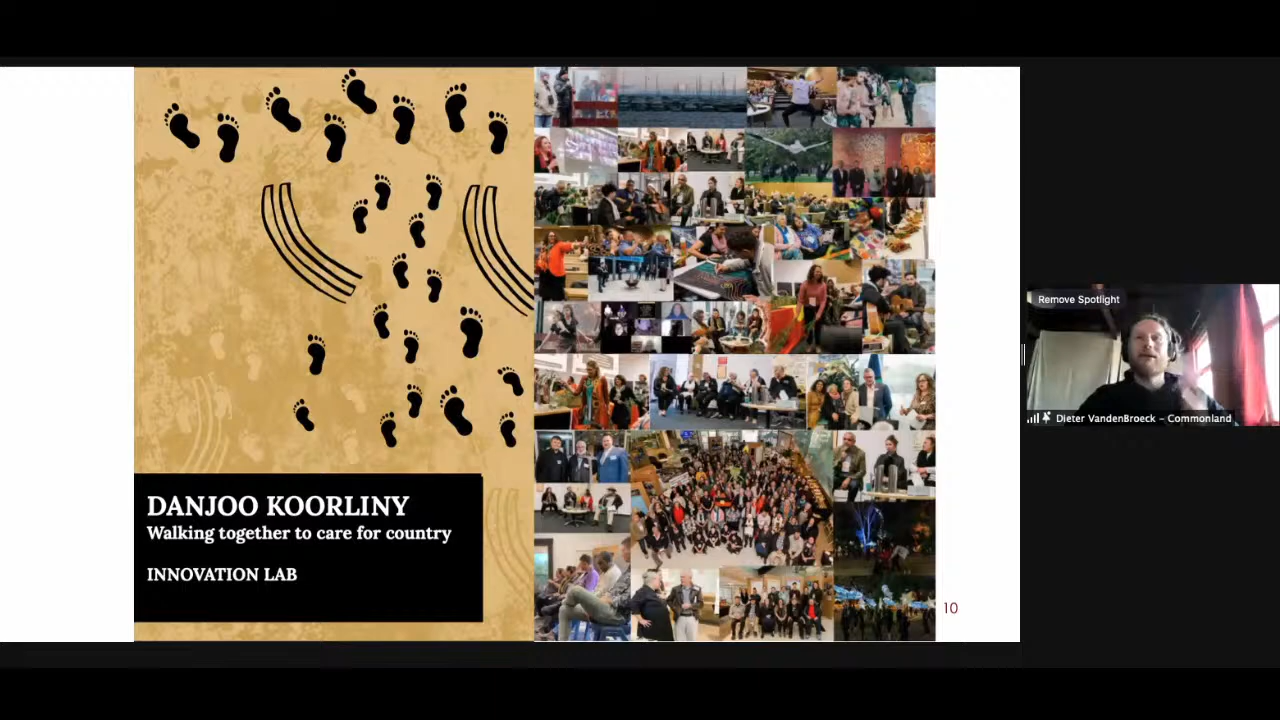 DANJOO KOORLINY
Walking together to care for country
INNOVATION LAB
10
Remove Spotlight
Dieter VandenBroeck – Commonland